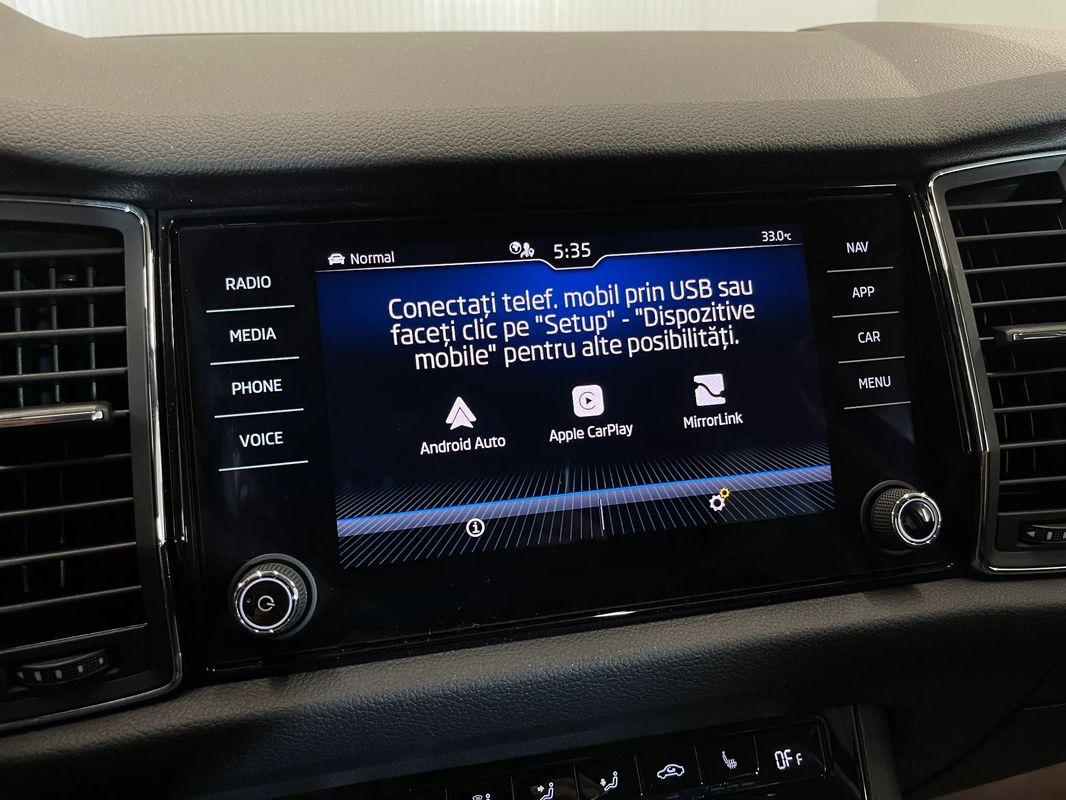 Normal
5:35
33.0°C
RADIO
MEDIA
PHONE
VOICE
Conectați telef. mobil prin USB sau
faceți clic pe "Setup" - "Dispozitive
mobile" pentru alte posibilități.
Android Auto
Apple CarPlay
MirrorLink
NAV
APP
CAR
MENU
OFF